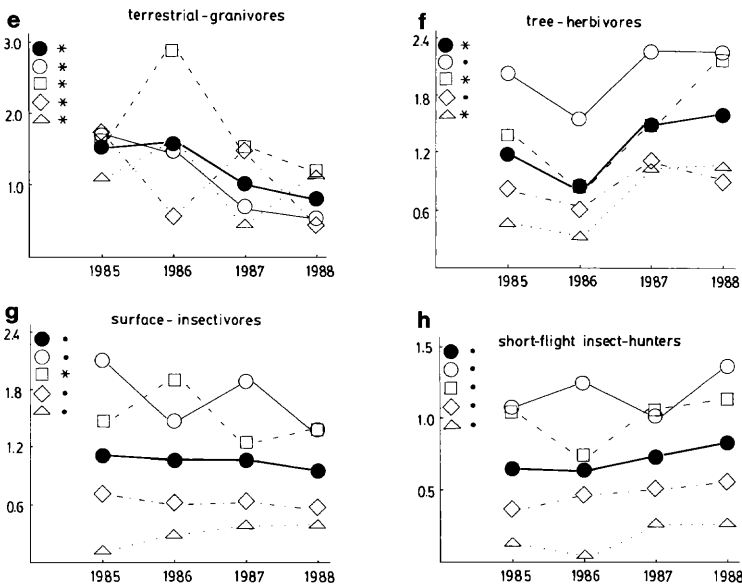 e
terrestrial-granivores
3.0
*
*
*
2.0
*
*
1.0
1985 1986 1987 1988
f
tree-herbivores
2.4
*
•
*
1.8
•
*
1.2
0.6
1985 1986 1987 1988
g
surface-insectivores
2.4
•
•
*
1.8
•
•
1.2
0.6
1985 1986 1987 1988
h
short-flight insect-hunters
1.5
•
•
•
•
1.0
•
0.5
1985 1986 1987 1988